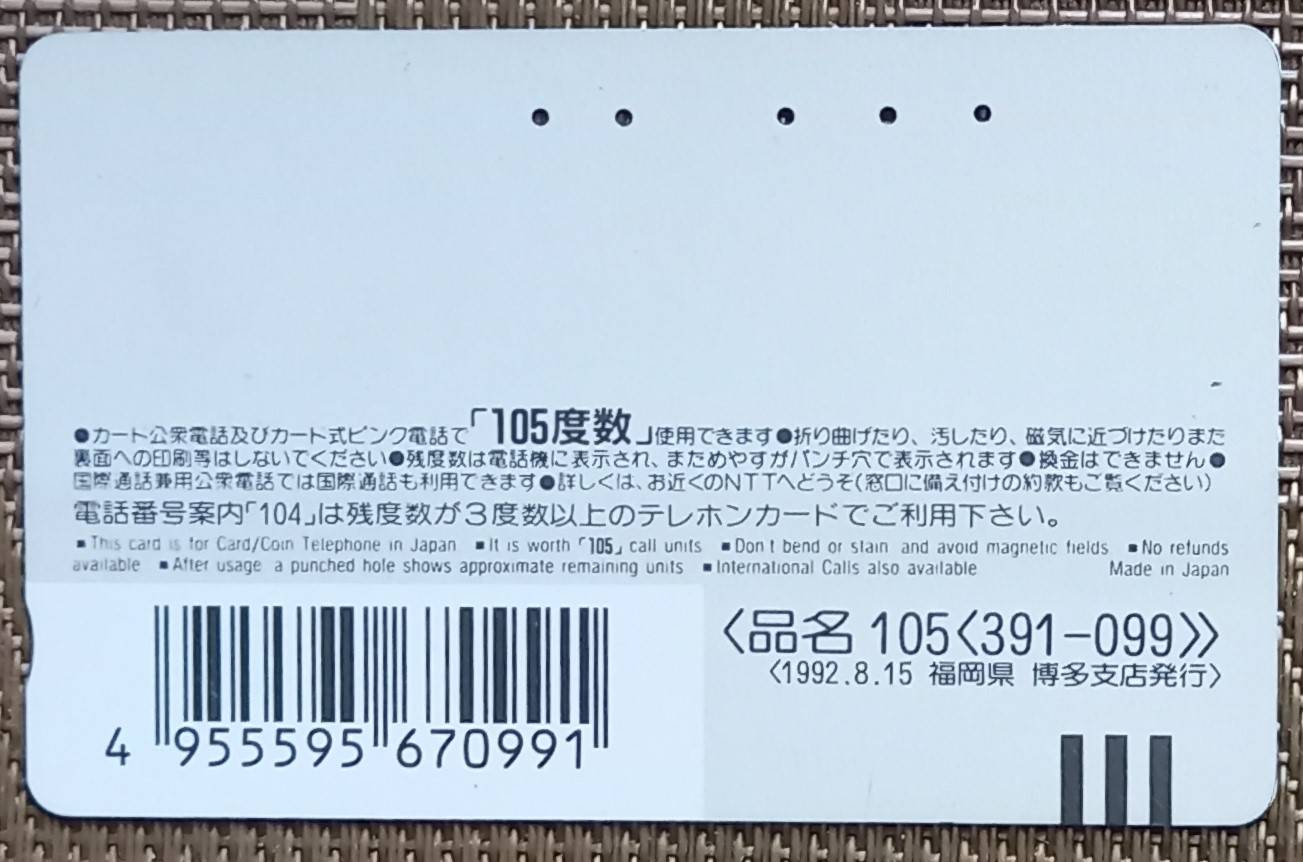 ●カード公衆電話及びカード式ピンク電話で「105度数」使用できます●折り曲げたり、汚したり、磁気に近づけたりまた
裏面への印刷等はしないでください●残度数は電話機に表示され、まためやすがパンチ穴で表示されます●換金はできません●
国際通話兼用公衆電話では国際通話も利用できます●詳しくは、お近くのNTTへどうぞ(窓口に備え付けの約款もご覧ください)
電話番号案内「104」は残度数が3度数以上のテレホンカードでご利用下さい。
■This card is for Card/Coin Telephone in Japan ■It is worth「105」call units ■Don't bend or stain and avoid magnetic fields ■No refunds
available ■After usage a punched hole shows approximate remaining units ■International Calls also available Made in Japan
〈品名 105〈391-099〉〉
〈1992.8.15 福岡県 博多支店発行〉
4 955595 670991